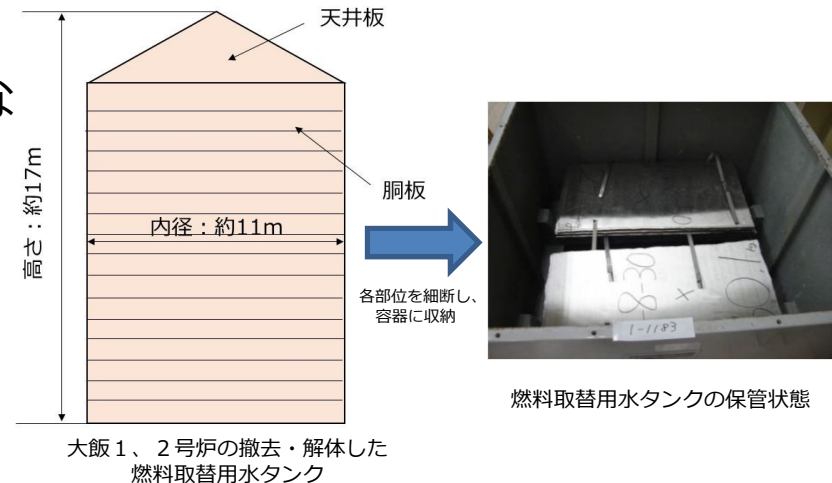 な
天井板
高さ：約17m
胴板
内径：約11m
各部位を細断し、
容器に収納
-8-30
x
1-1183
燃料取替用水タンクの保管状態
大飯１、２号炉の撤去・解体した
燃料取替用水タンク